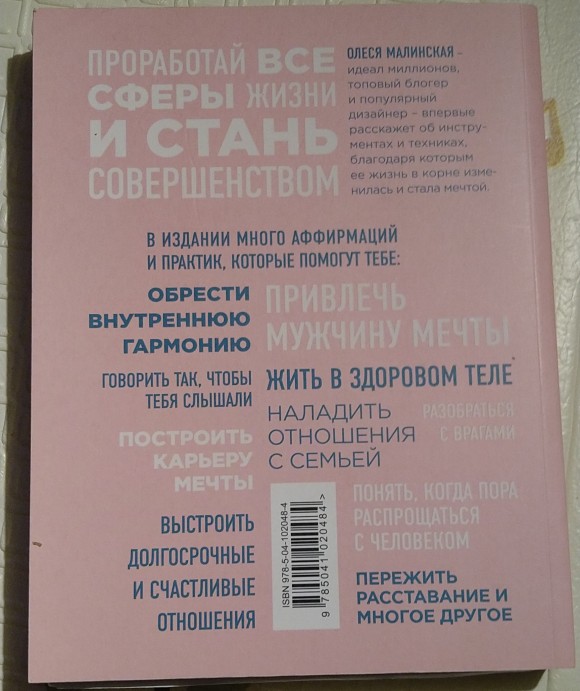 ПРОРАБОТАЙ ВСЕ
СФЕРЫ ЖИЗНИ
И СТАНЬ
СОВЕРШЕНСТВОМ
ОЛЕСЯ МАЛИНСКАЯ –
идеал миллионов,
топовый блогер
и популярный
дизайнер – впервые
расскажет об инстру-
ментах и техниках,
благодаря которым
ее жизнь в корне изме-
нилась и стала мечтой.
В ИЗДАНИИ МНОГО АФФИРМАЦИЙ
И ПРАКТИК, КОТОРЫЕ ПОМОГУТ ТЕБЕ:
ОБРЕСТИ
ВНУТРЕННЮЮ
ГАРМОНИЮ
ПРИВЛЕЧЬ
МУЖЧИНУ МЕЧТЫ
ГОВОРИТЬ ТАК, ЧТОБЫ
ТЕБЯ СЛЫШАЛИ
ЖИТЬ В ЗДОРОВОМ ТЕЛЕ
НАЛАДИТЬ
ОТНОШЕНИЯ
С СЕМЬЕЙ
РАЗОБРАТЬСЯ
С ВРАГАМИ
ПОСТРОИТЬ
КАРЬЕРУ
МЕЧТЫ
ПОНЯТЬ, КОГДА ПОРА
РАСПРОЩАТЬСЯ
С ЧЕЛОВЕКОМ
ВЫСТРОИТЬ
ДОЛГОСРОЧНЫЕ
И СЧАСТЛИВЫЕ
ОТНОШЕНИЯ
ISBN 978-5-04-102048-4
9 785041 020484 >
ПЕРЕЖИТЬ
РАССТАВАНИЕ И
МНОГОЕ ДРУГОЕ